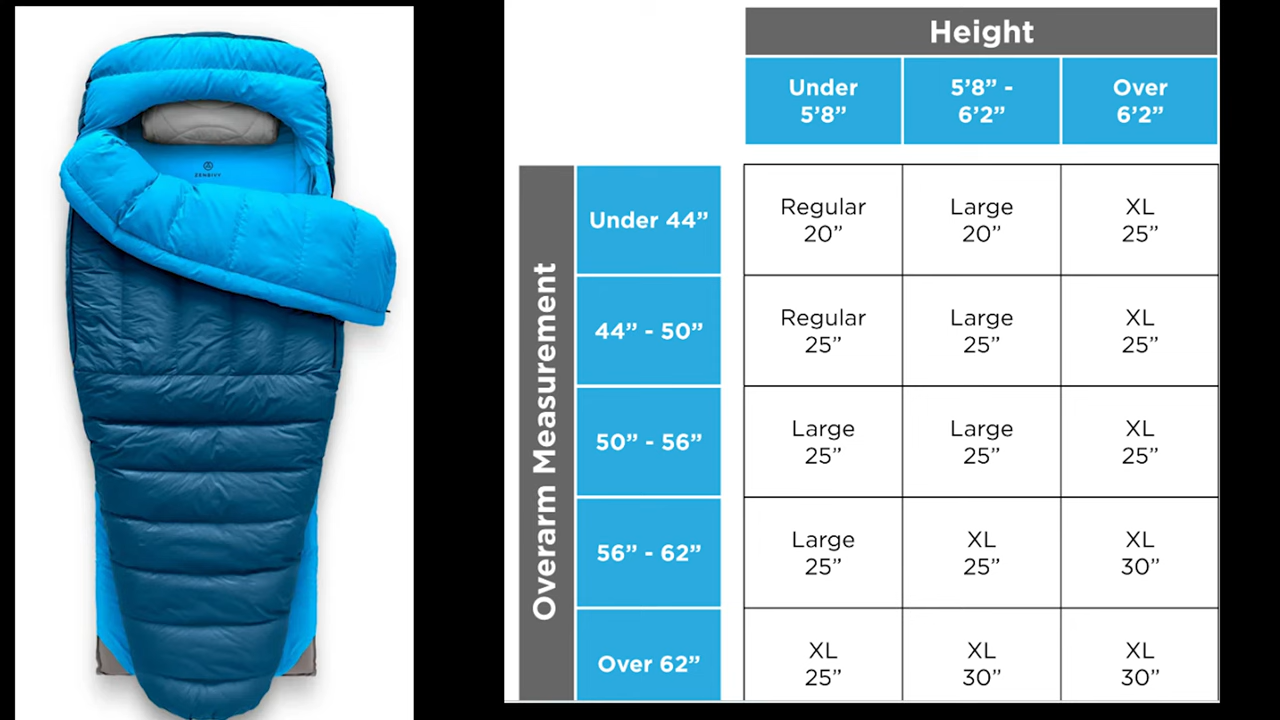 ZENBIVY
Height
Under
5’8”
5’8” -
6’2”
Over
6’2”
Overarm Measurement
Under 44”
Regular
20”
Large
20”
XL
25”
44” - 50”
Regular
25”
Large
25”
XL
25”
50” - 56”
Large
25”
Large
25”
XL
25”
56” - 62”
Large
25”
XL
25”
XL
30”
Over 62”
XL
25”
XL
30”
XL
30”